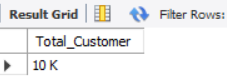 Result Grid Filter Rows:
Total_Customer
10 K